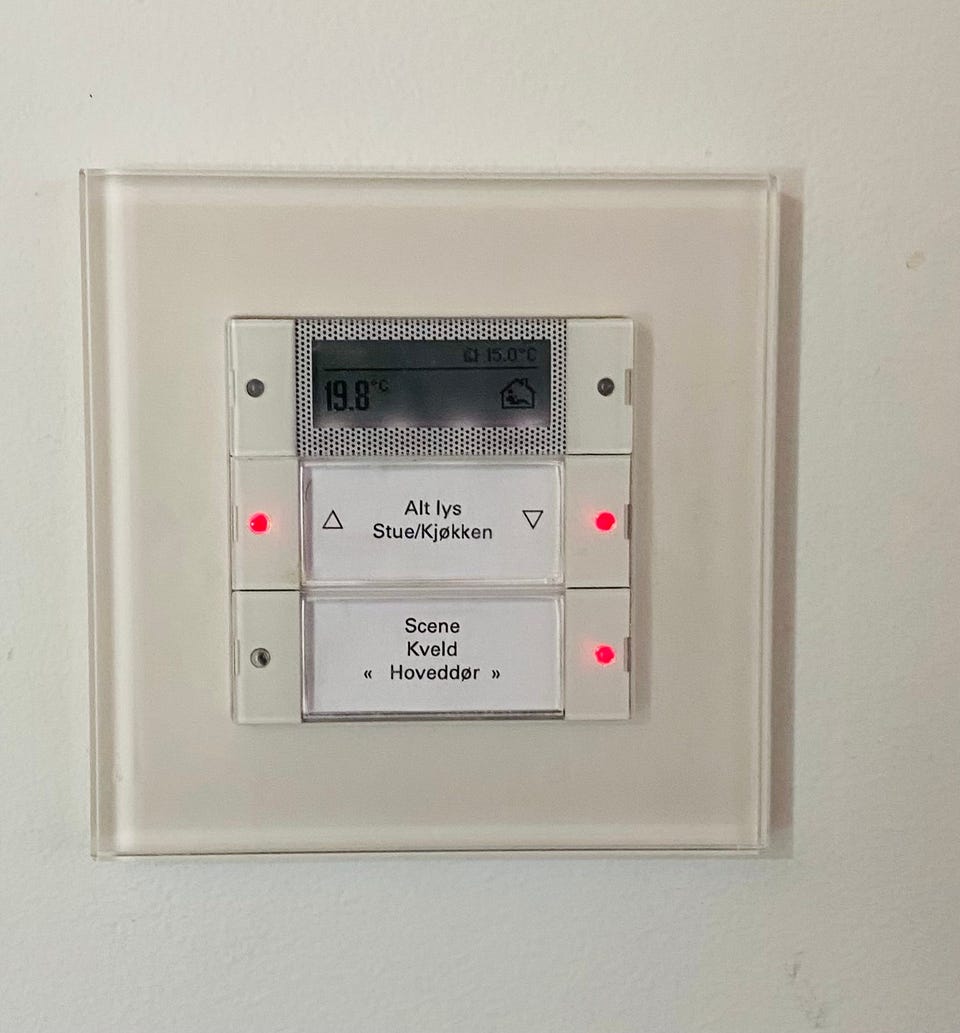 15.0°C
19.8°C
△ Alt lys ▽
Stue/Kjøkken
Scene
Kveld
« Hoveddør »